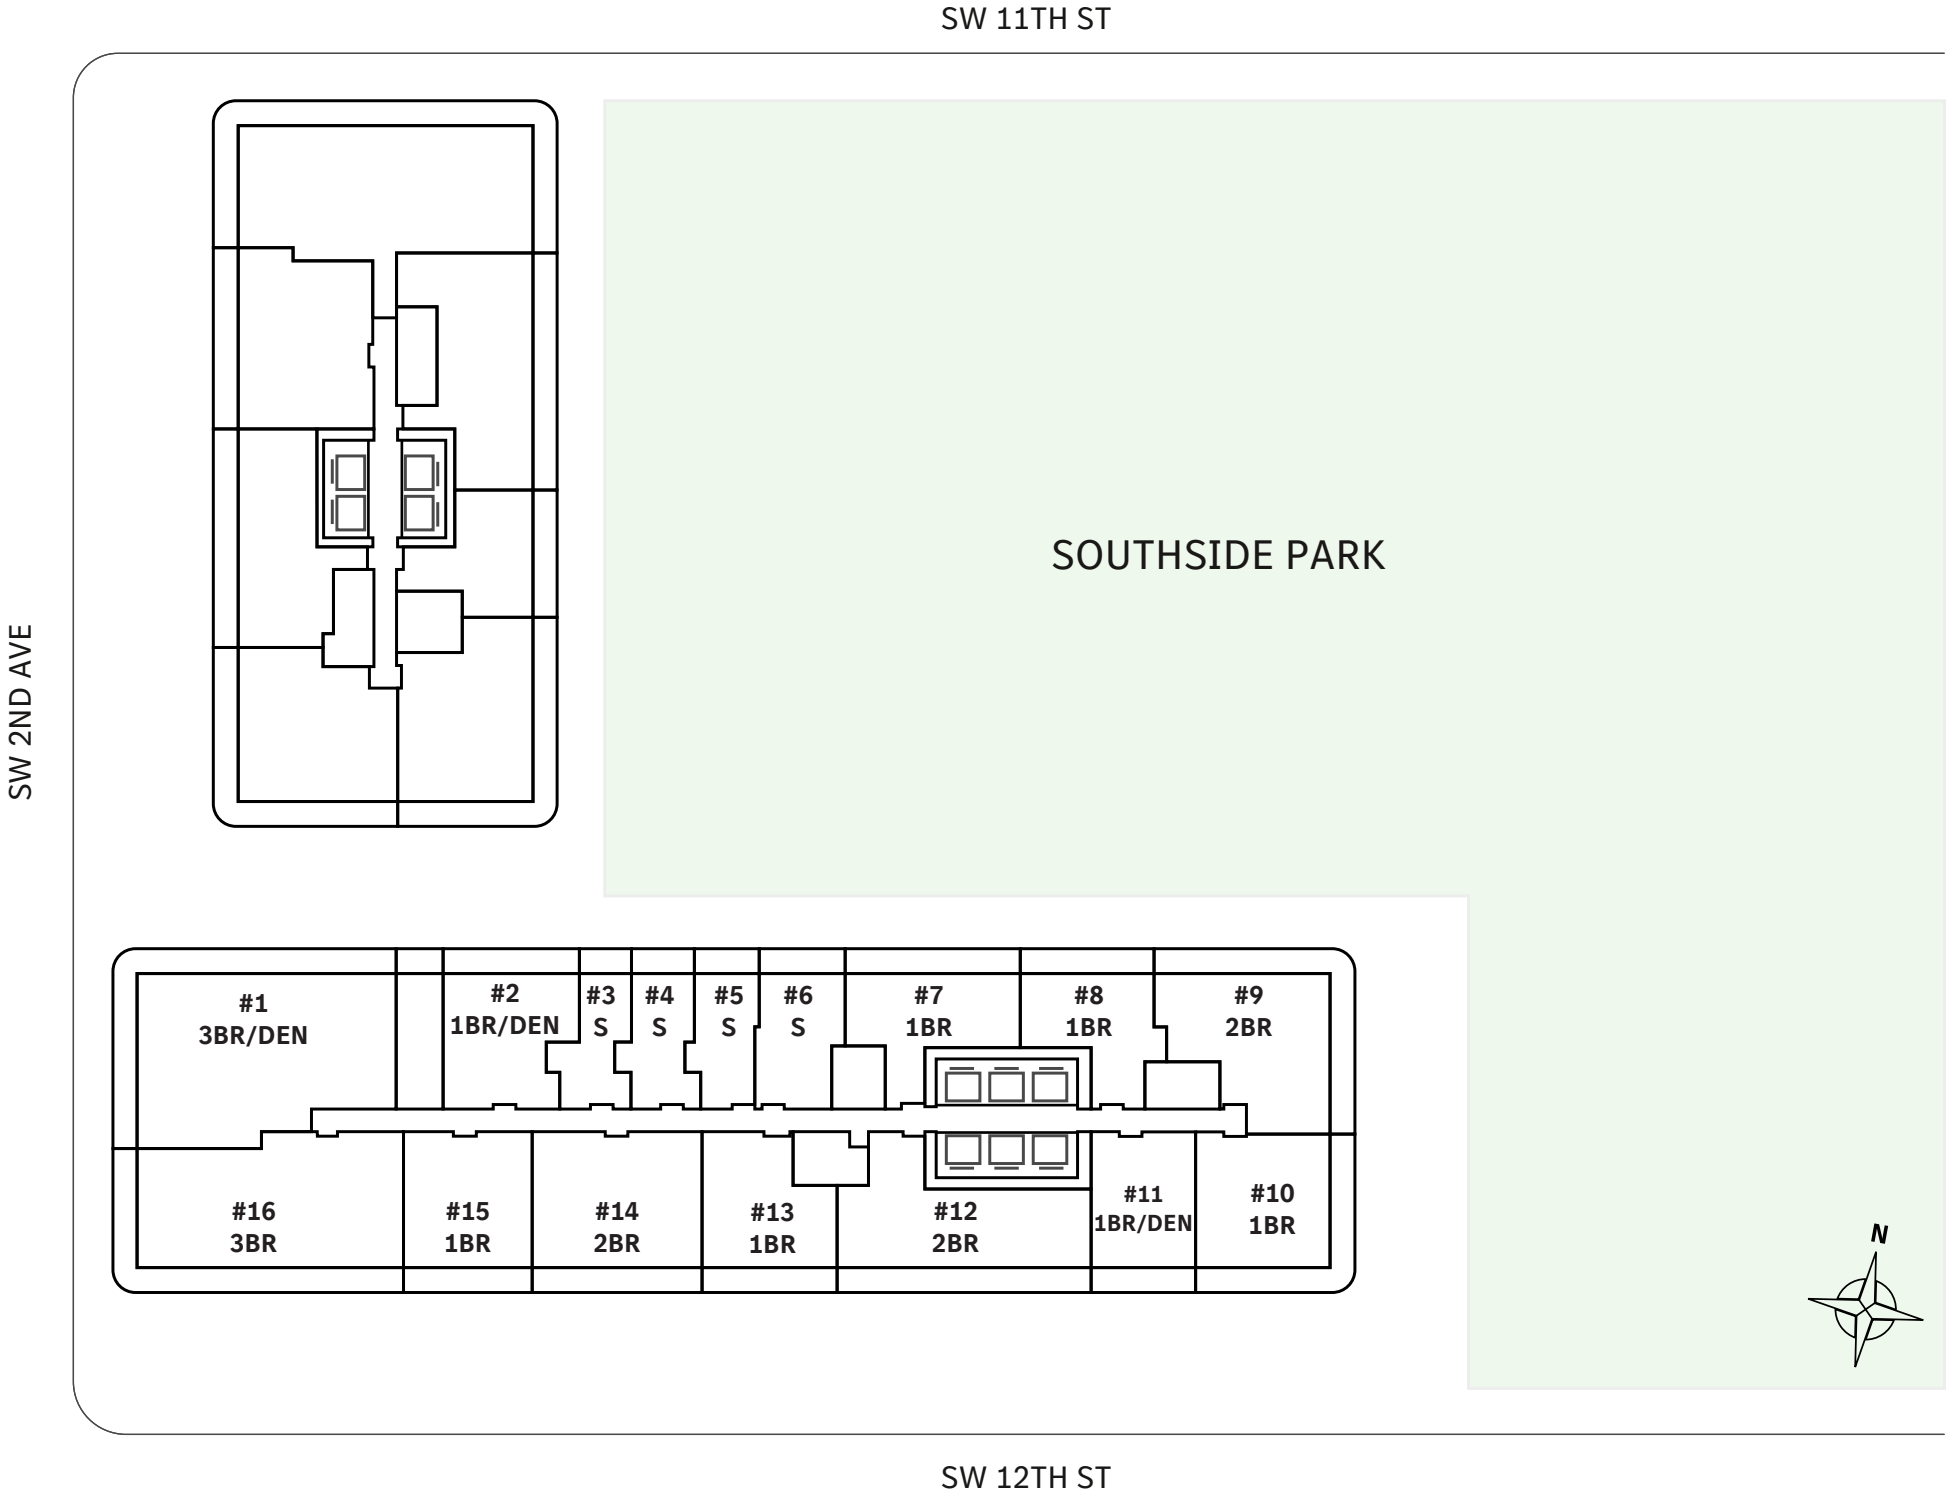 SW 11TH ST
SOUTHSIDE PARK
SW 2ND AVE
#1
3BR/DEN
#2
1BR/DEN
#3
S
#4
S
#5
S
#6
S
#7
1BR
#8
1BR
#9
2BR
#16
3BR
#15
1BR
#14
2BR
#13
1BR
#12
2BR
#11
1BR/DEN
#10
1BR
N
SW 12TH ST